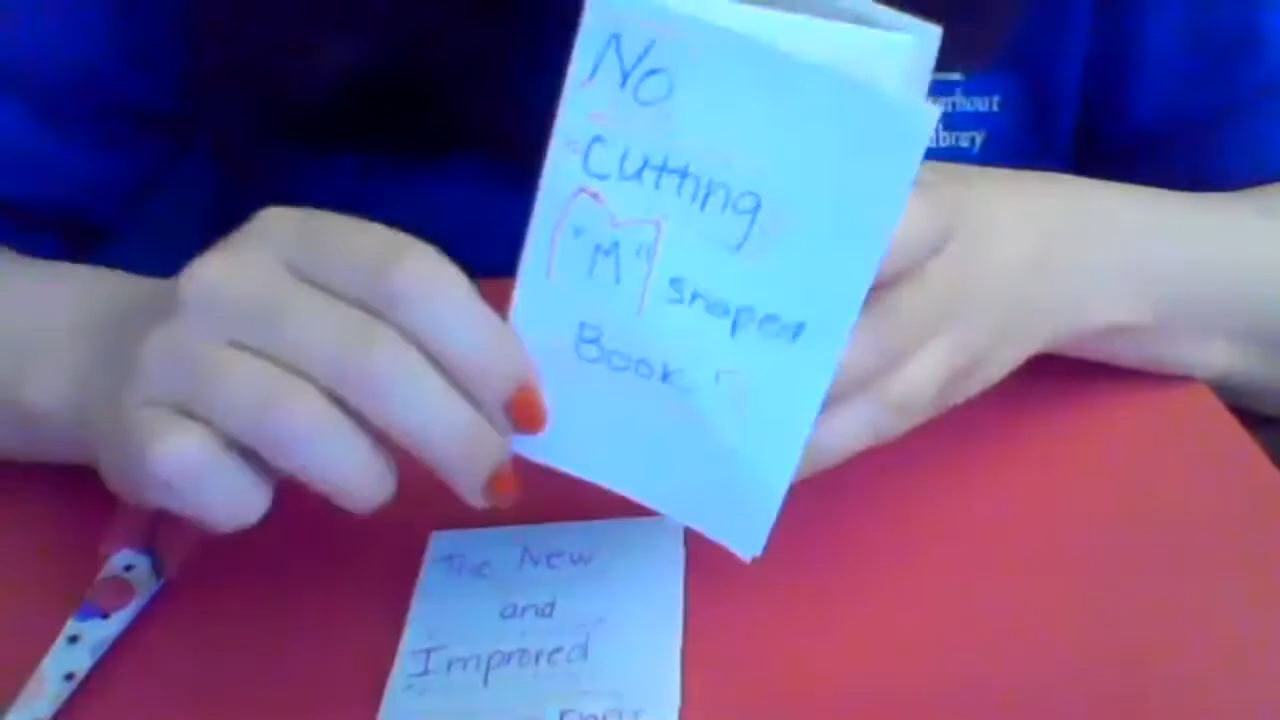 No
Cutting
"M" shaped
Book!
The New
and
Improved